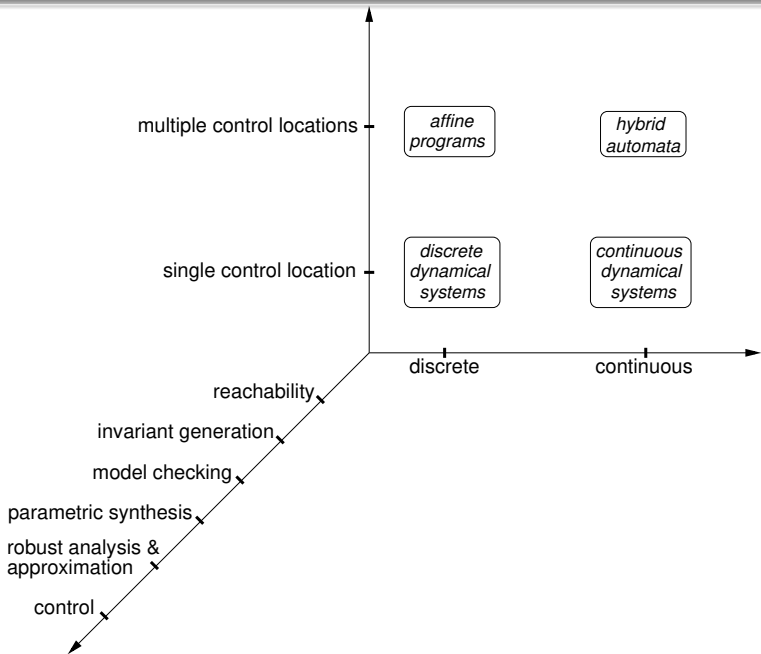 multiple control locations
affine
programs
hybrid
automata
single control location
discrete
dynamical
systems
continuous
dynamical
systems
discrete
continuous
reachability
invariant generation
model checking
parametric synthesis
robust analysis &
approximation
control